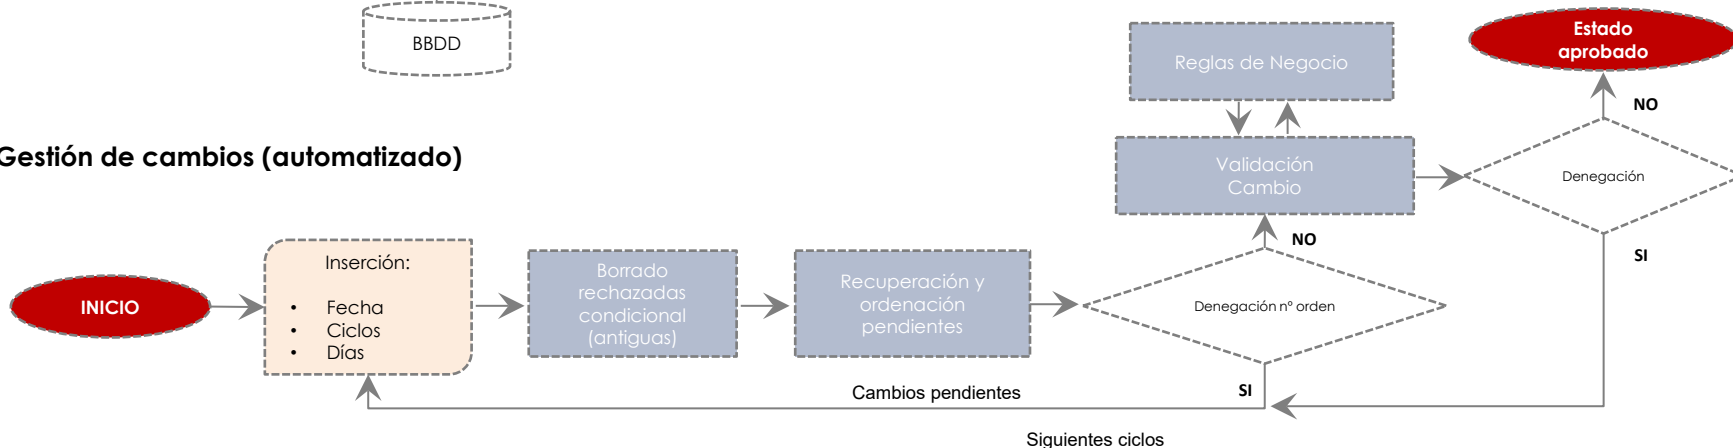 BBDD
Reglas de Negocio
Estado
aprobado
NO
Gestión de cambios (automatizado)
Validación
Cambio
Denegación
NO
SI
INICIO
Inserción:
• Fecha
• Ciclos
• Días
Borrado
rechazadas
condicional
(antiguas)
Recuperación y
ordenación
pendientes
Denegación nº orden
SI
Cambios pendientes
Siguientes ciclos